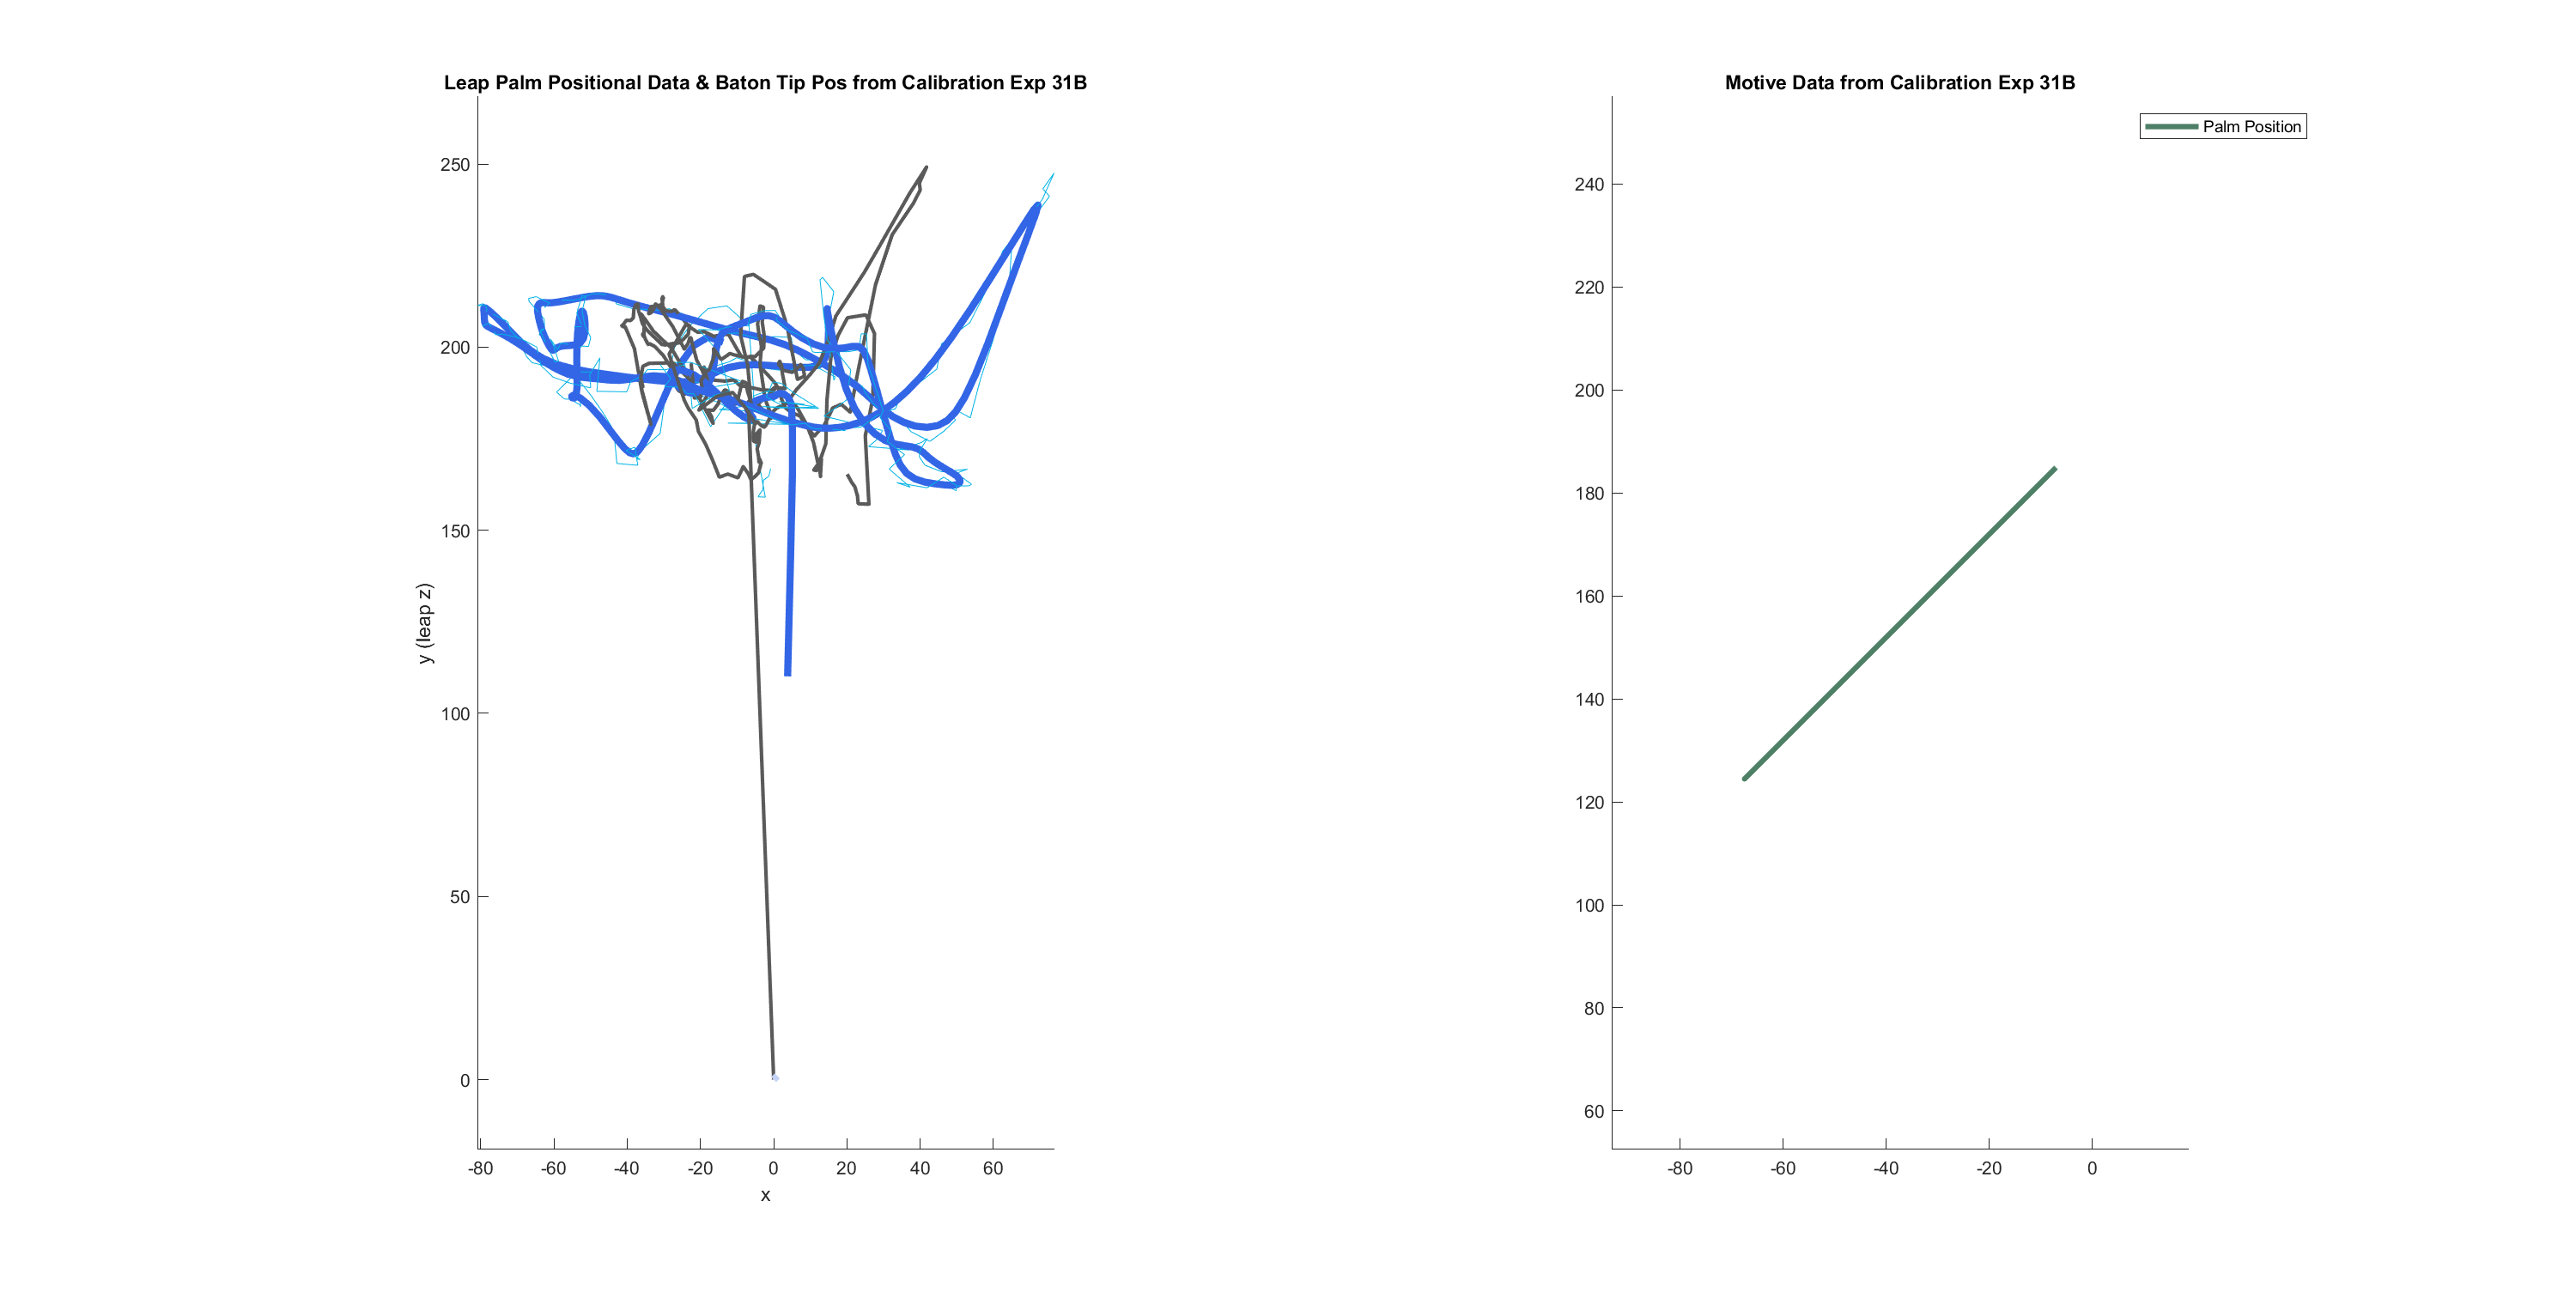 Leap Palm Positional Data & Baton Tip Pos from Calibration Exp 31B
250
200
150
100
50
0
y (leap z)
-80 -60 -40 -20 0 20 40 60
x
Motive Data from Calibration Exp 31B
Palm Position
240
220
200
180
160
140
120
100
80
60
-80 -60 -40 -20 0